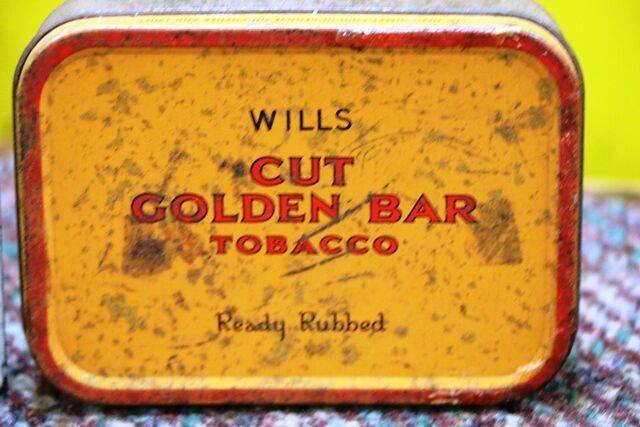 WILLS
CUT
GOLDEN BAR
TOBACCO
Ready Rubbed